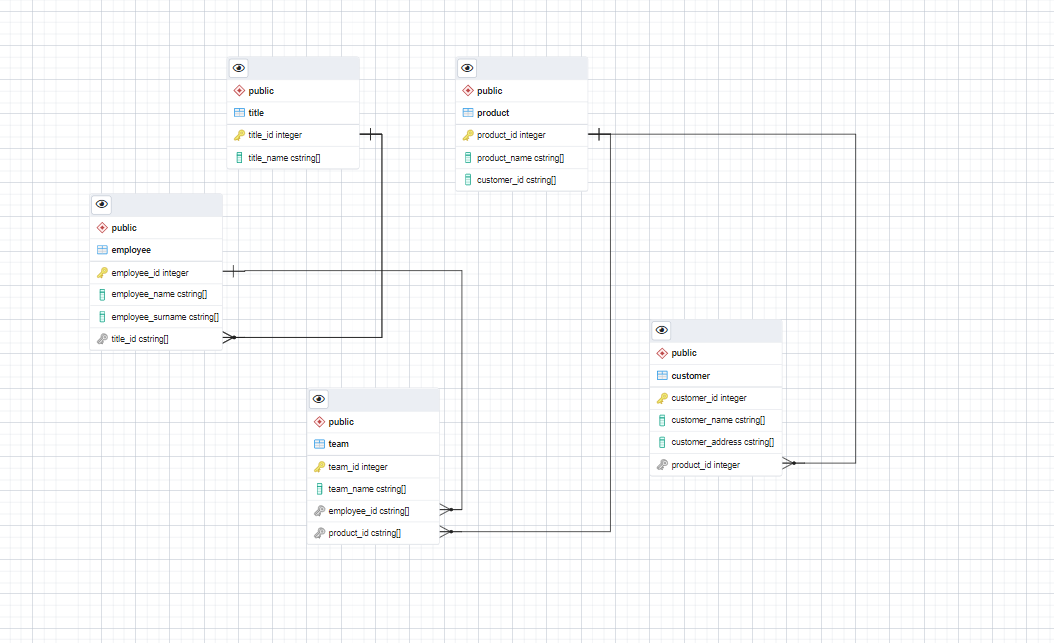 public
title
title_id integer
title_name cstring[]
public
product
product_id integer
product_name cstring[]
customer_id cstring[]
public
employee
employee_id integer
employee_name cstring[]
employee_surname cstring[]
title_id cstring[]
public
customer
customer_id integer
customer_name cstring[]
customer_address cstring[]
product_id integer
public
team
team_id integer
team_name cstring[]
employee_id cstring[]
product_id cstring[]